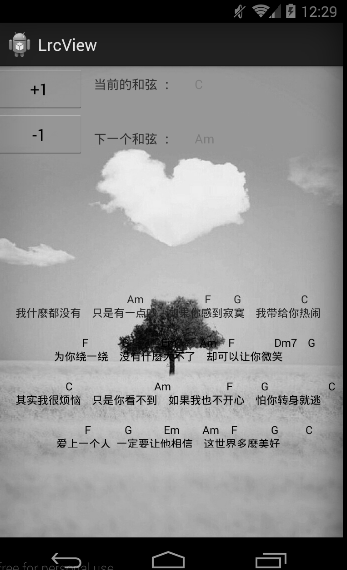 12:29
LrcView
+1
当前的和弦 ： C
-1
下一个和弦 ： Am
Am F G C
我什麼都没有 只是有一点 如果你感到寂寞 我带给你热闹
F Am F Dm7 G
为你绕一绕 没有什麼大不了 却可以让你微笑
C Am F G C
其实我很烦恼 只是你看不到 如果我也不开心 怕你转身就逃
F G Em Am F G C
爱上一个人 一定要让他相信 这世界多麼美好
free for personal use